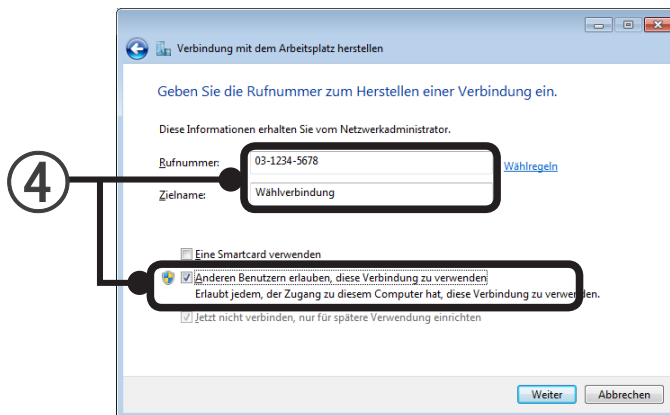 Verbindung mit dem Arbeitsplatz herstellen
Geben Sie die Rufnummer zum Herstellen einer Verbindung ein.
Diese Informationen erhalten Sie vom Netzwerkadministrator.
Rufnummer: 03-1234-5678 Wählregeln
4
Zielname: Wählverbindung
Eine Smartcard verwenden
Anderen Benutzern erlauben, diese Verbindung zu verwenden
Erlaubt jedem, der Zugang zu diesem Computer hat, diese Verbindung zu verwenden.
Jetzt nicht verbinden, nur für spätere Verwendung einrichten
Weiter Abbrechen